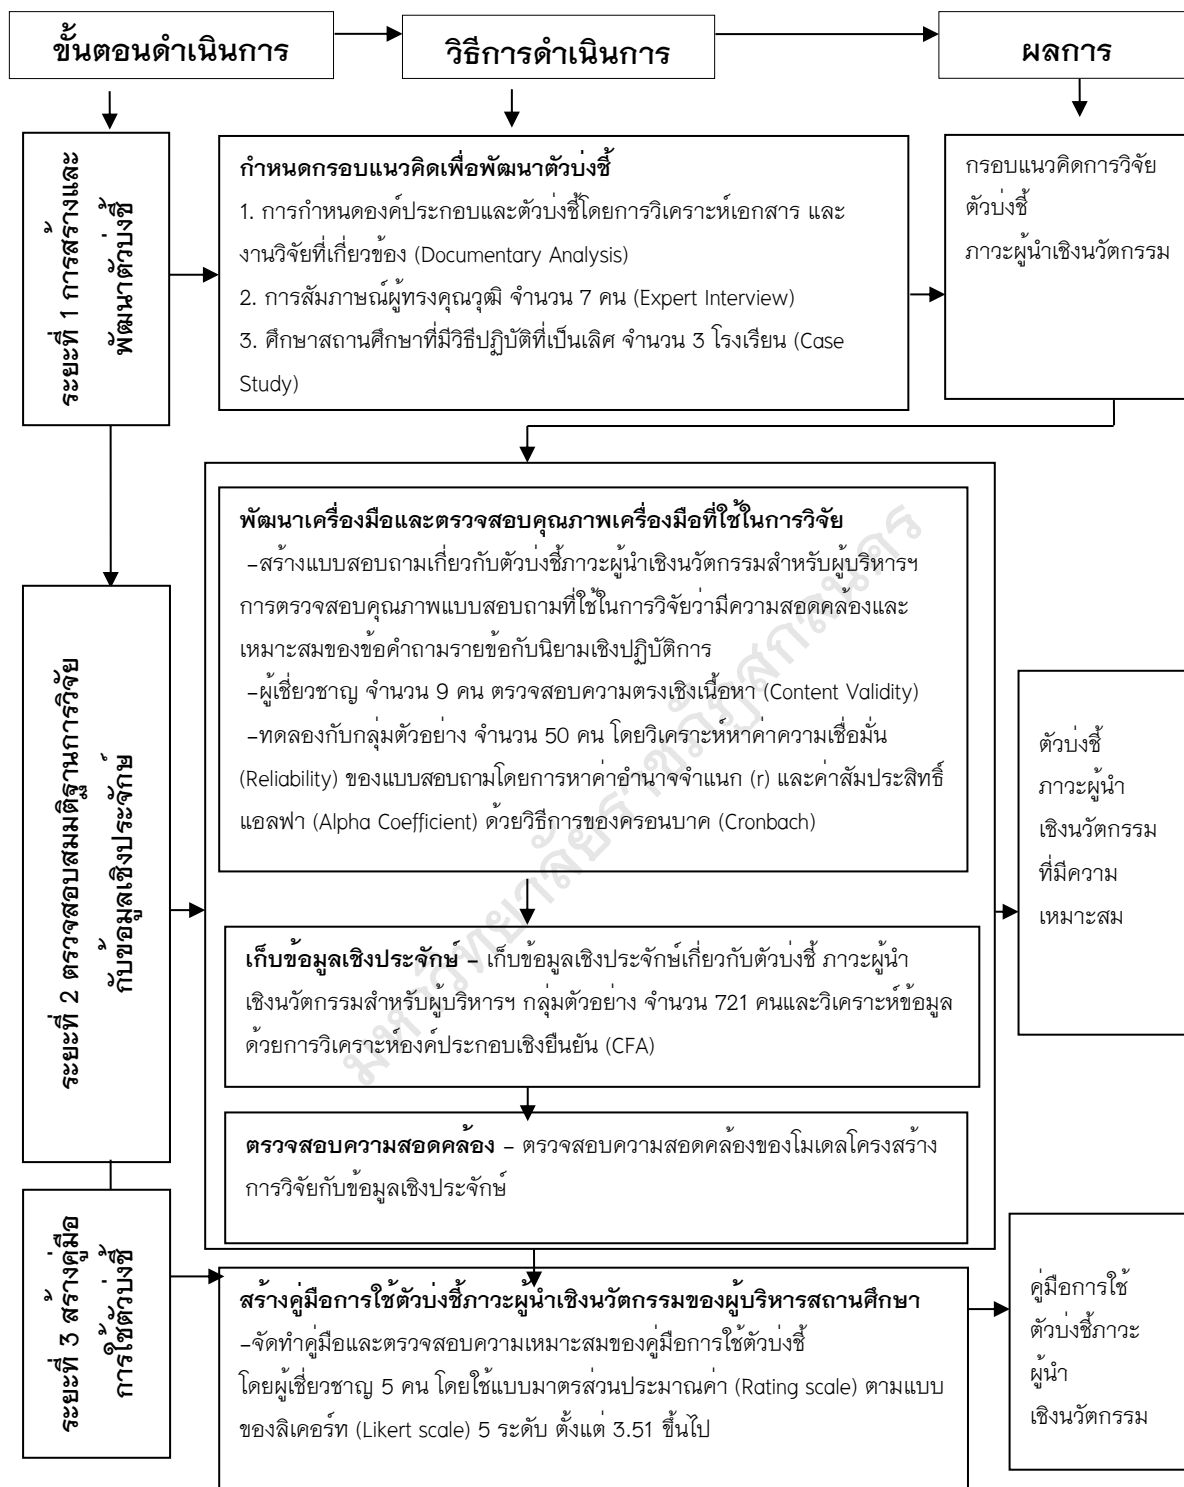 ขั้นตอนดำเนินการ
วิธีการดำเนินการ
ผลการ
ระยะที่ 1 การสร้างและ
พัฒนาตัวบ่งชี้
กำหนดกรอบแนวคิดเพื่อพัฒนาตัวบ่งชี้
1. การกำหนดองค์ประกอบและตัวบ่งชี้โดยการวิเคราะห์เอกสาร และ
งานวิจัยที่เกี่ยวข้อง (Documentary Analysis)
2. การสัมภาษณ์ผู้ทรงคุณวุฒิ จำนวน 7 คน (Expert Interview)
3. ศึกษาสถานศึกษาที่มีวิธีปฏิบัติที่เป็นเลิศ จำนวน 3 โรงเรียน (Case
Study)
กรอบแนวคิดการวิจัย
ตัวบ่งชี้
ภาวะผู้นำเชิงนวัตกรรม
ระยะที่ 2 ตรวจสอบสมมติฐานการวิจัย
กับข้อมูลเชิงประจักษ์
พัฒนาเครื่องมือและตรวจสอบคุณภาพเครื่องมือที่ใช้ในการวิจัย
-สร้างแบบสอบถามเกี่ยวกับตัวบ่งชี้ภาวะผู้นำเชิงนวัตกรรมสำหรับผู้บริหารฯ
การตรวจสอบคุณภาพแบบสอบถามที่ใช้ในการวิจัยว่ามีความสอดคล้องและ
เหมาะสมของข้อคำถามรายข้อกับนิยามเชิงปฏิบัติการ
-ผู้เชี่ยวชาญ จำนวน 9 คน ตรวจสอบความตรงเชิงเนื้อหา (Content Validity)
-ทดลองกับกลุ่มตัวอย่าง จำนวน 50 คน โดยวิเคราะห์หาค่าความเชื่อมั่น
(Reliability) ของแบบสอบถามโดยการหาค่าอำนาจจำแนก (r) และค่าสัมประสิทธิ์
แอลฟา (Alpha Coefficient) ด้วยวิธีการของครอนบาค (Cronbach)
เก็บข้อมูลเชิงประจักษ์ - เก็บข้อมูลเชิงประจักษ์เกี่ยวกับตัวบ่งชี้ ภาวะผู้นำ
เชิงนวัตกรรมสำหรับผู้บริหารฯ กลุ่มตัวอย่าง จำนวน 721 คนและวิเคราะห์ข้อมูล
ด้วยการวิเคราะห์องค์ประกอบเชิงยืนยัน (CFA)
ตรวจสอบความสอดคล้อง - ตรวจสอบความสอดคล้องของโมเดลโครงสร้าง
การวิจัยกับข้อมูลเชิงประจักษ์
ตัวบ่งชี้
ภาวะผู้นำ
เชิงนวัตกรรม
ที่มีความ
เหมาะสม
มหาวิทยาลัยราชภัฏสกลนคร
ระยะที่ 3 สร้างคู่มือ
การใช้ตัวบ่งชี้
สร้างคู่มือการใช้ตัวบ่งชี้ภาวะผู้นำเชิงนวัตกรรมของผู้บริหารสถานศึกษา
-จัดทำคู่มือและตรวจสอบความเหมาะสมของคู่มือการใช้ตัวบ่งชี้
โดยผู้เชี่ยวชาญ 5 คน โดยใช้แบบมาตรส่วนประมาณค่า (Rating scale) ตามแบบ
ของลิเคอร์ท (Likert scale) 5 ระดับ ตั้งแต่ 3.51 ขึ้นไป
คู่มือการใช้
ตัวบ่งชี้ภาวะ
ผู้นำ
เชิงนวัตกรรม